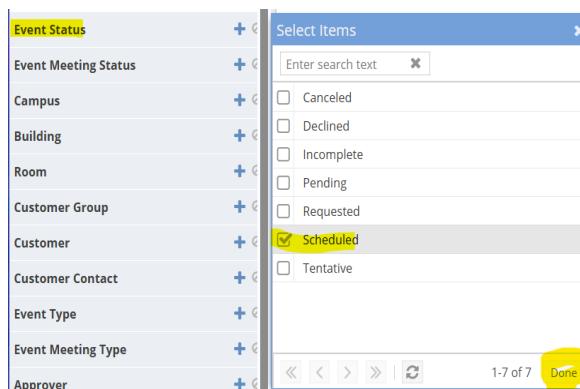 Event Status
Event Meeting Status
Campus
Building
Room
Customer Group
Customer
Customer Contact
Event Type
Event Meeting Type
Approver
Select Items
Enter search text
Canceled
Declined
Incomplete
Pending
Requested
Scheduled
Tentative
1-7 of 7 Done